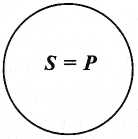 S = P